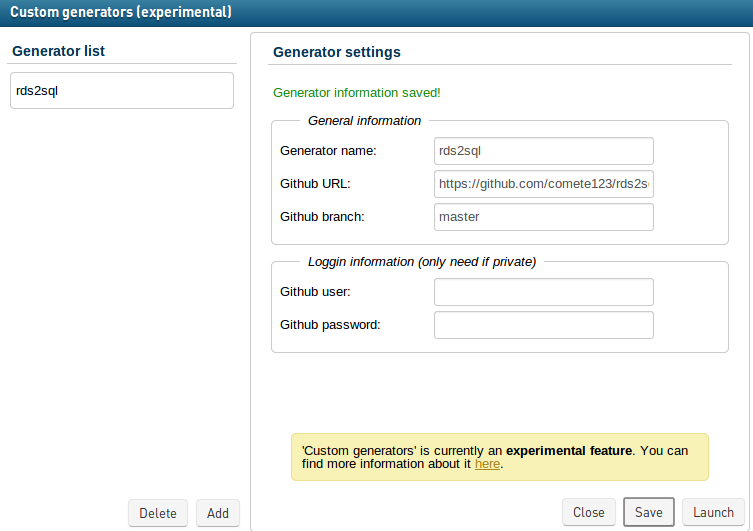 Custom generators (experimental)
Generator list
rds2sql
Delete
Add
Generator settings
Generator information saved!
General information
Generator name:
rds2sql
Github URL:
https://github.com/comete123/rds2s
Github branch:
master
Loggin information (only need if private)
Github user:
Github password:
'Custom generators' is currently an experimental feature. You can
find more information about it here.
Close
Save
Launch